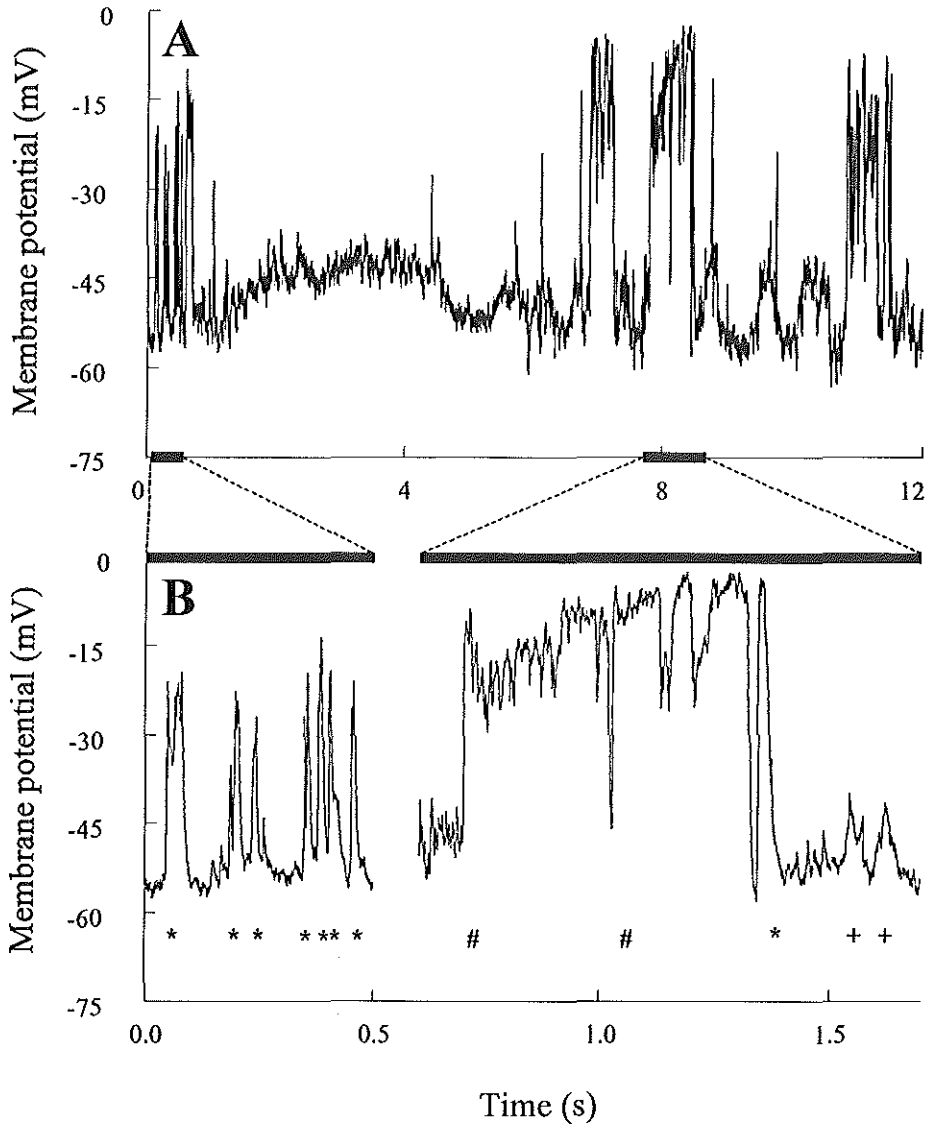 A
Membrane potential (mV)
0
-15
-30
-45
-60
-75
0 4 8 12
B
Membrane potential (mV)
0
-15
-30
-45
-60
-75
* * * * ** * # # * + +
0.0 0.5 1.0 1.5
Time (s)